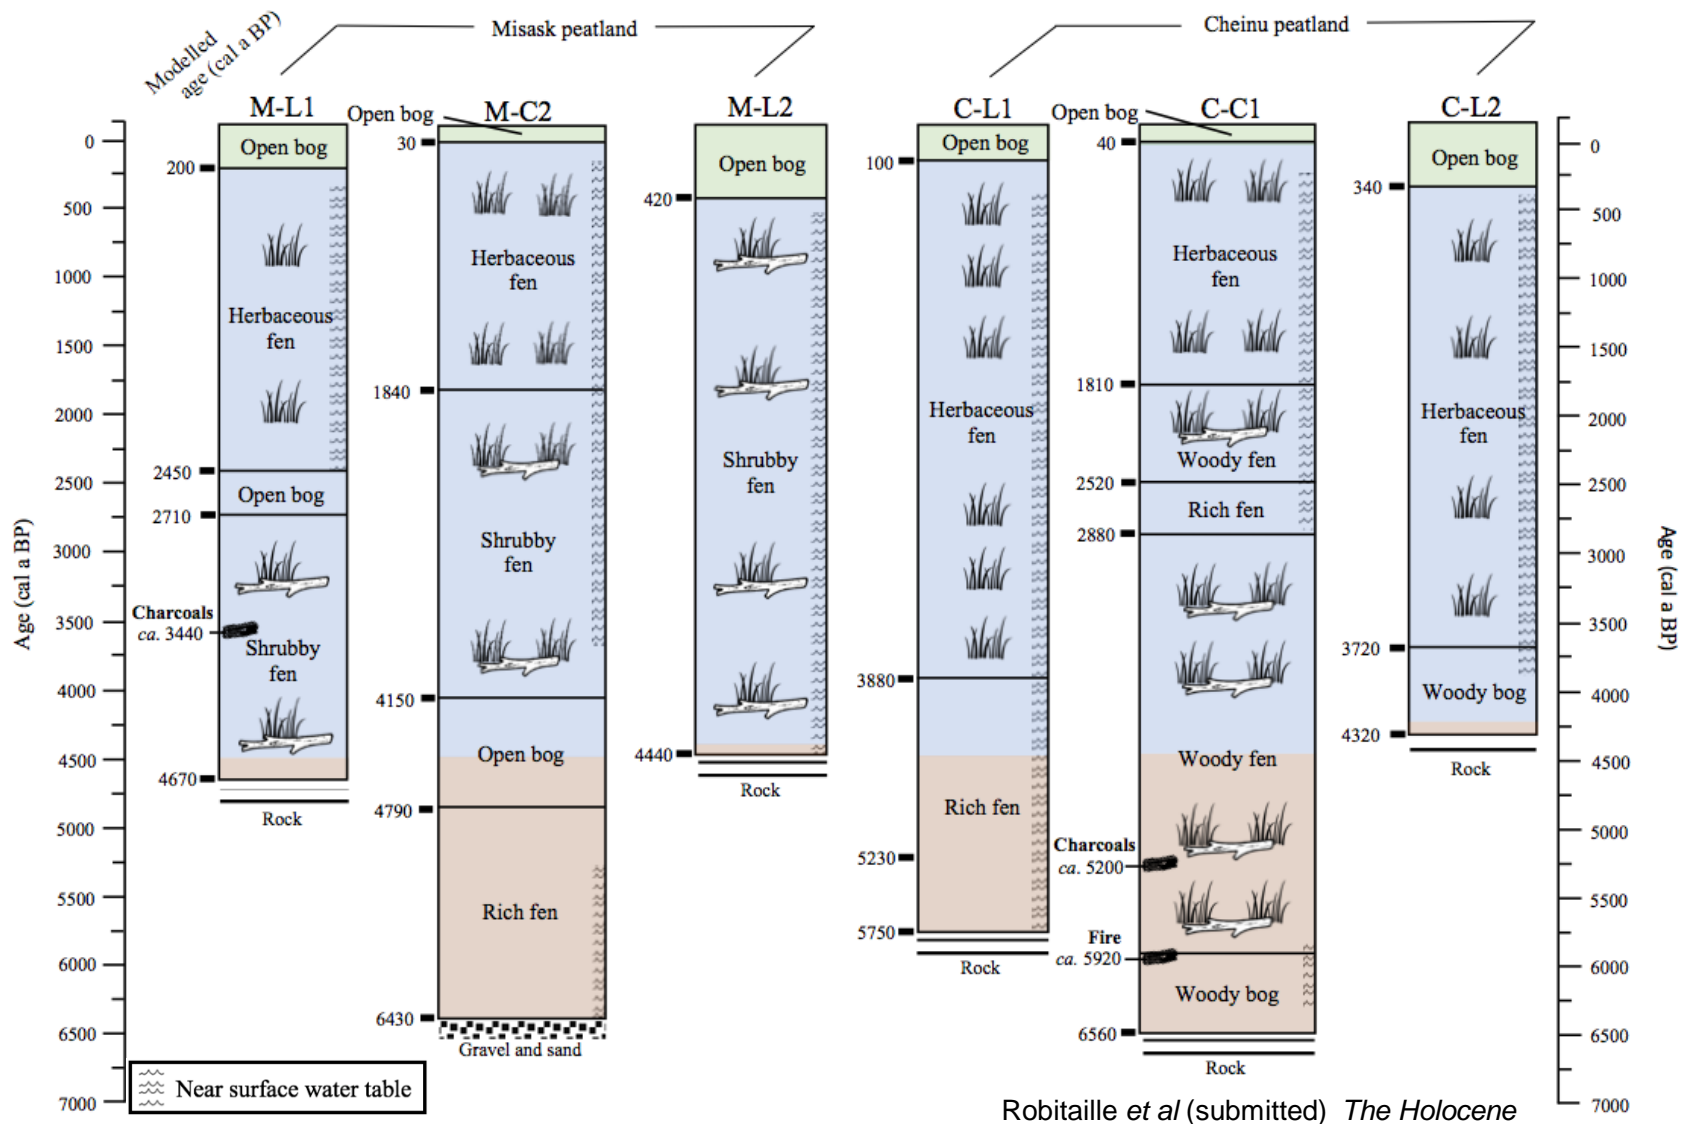 Misask peatland
Cheinu peatland
Modelled
age (cal a BP)
M-L1
M-C2
M-L2
C-L1
C-C1
C-L2
Age (cal a BP)
0
500
1000
1500
2000
2500
3000
3500
4000
4500
5000
5500
6000
6500
7000
Open bog
200
Herbaceous
fen
2450
Open bog
2710
Charcoals
ca. 3440
Shrubby
fen
4670
Rock
Open bog
30
Herbaceous
fen
1840
Shrubby
fen
4150
Open bog
4790
Rich fen
6430
Gravel and sand
Open bog
420
Shrubby
fen
4440
Rock
Open bog
100
Herbaceous
fen
3880
Rich fen
5230
5750
Rock
Open bog
40
Herbaceous
fen
1810
Woody fen
2520
Rich fen
2880
Woody fen
Charcoals
ca. 5200
Fire
ca. 5920
Woody bog
6560
Rock
Open bog
340
Herbaceous
fen
3720
Woody bog
4320
Rock
0
500
1000
1500
2000
2500
3000
3500
4000
4500
5000
5500
6000
6500
7000
Age (cal a BP)
Near surface water table
Robitaille et al (submitted) The Holocene